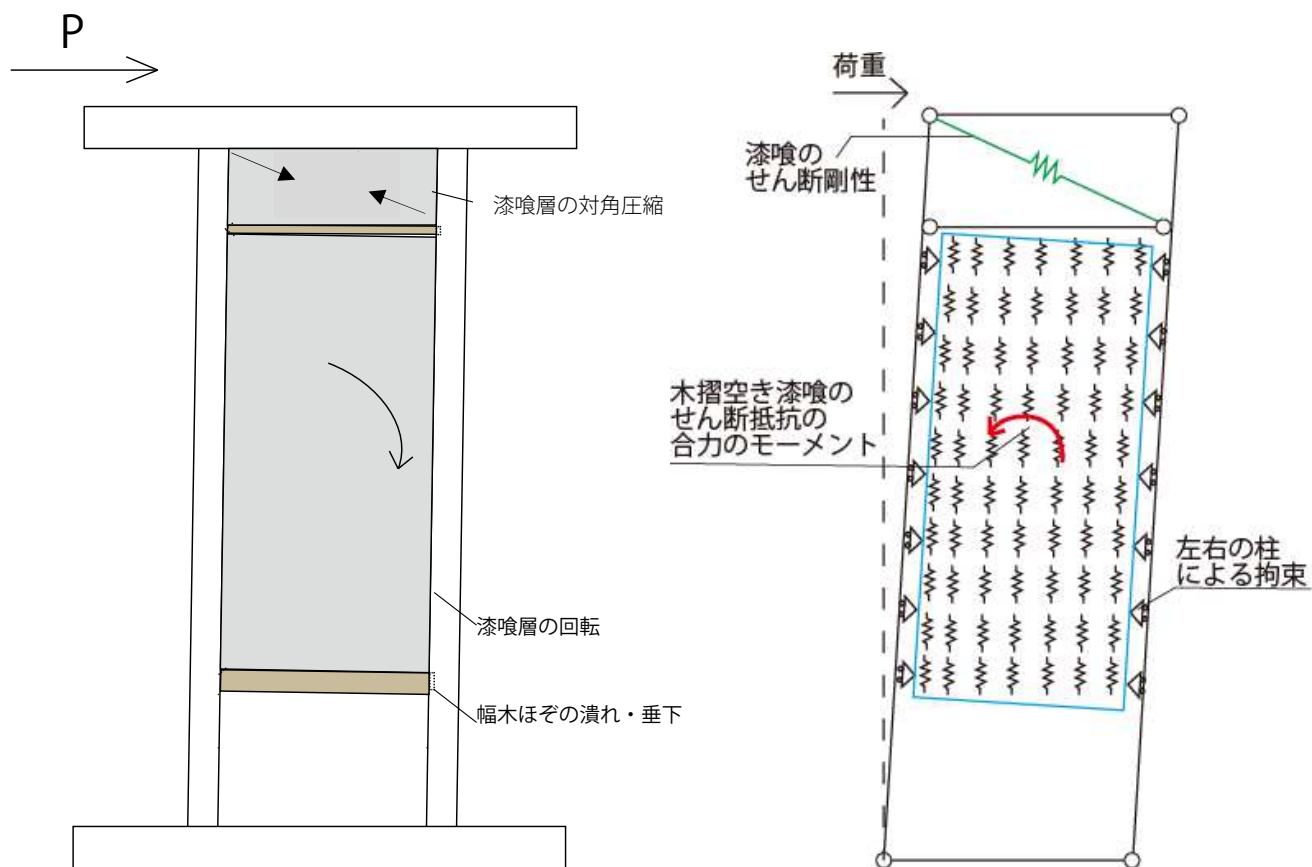 P
漆喰層の対角圧縮
漆喰層の回転
幅木ほぞの潰れ・垂下
荷重
漆喰の
せん断剛性
木摺空き漆喰の
せん断抵抗の
合力のモーメント
左右の柱
による拘束